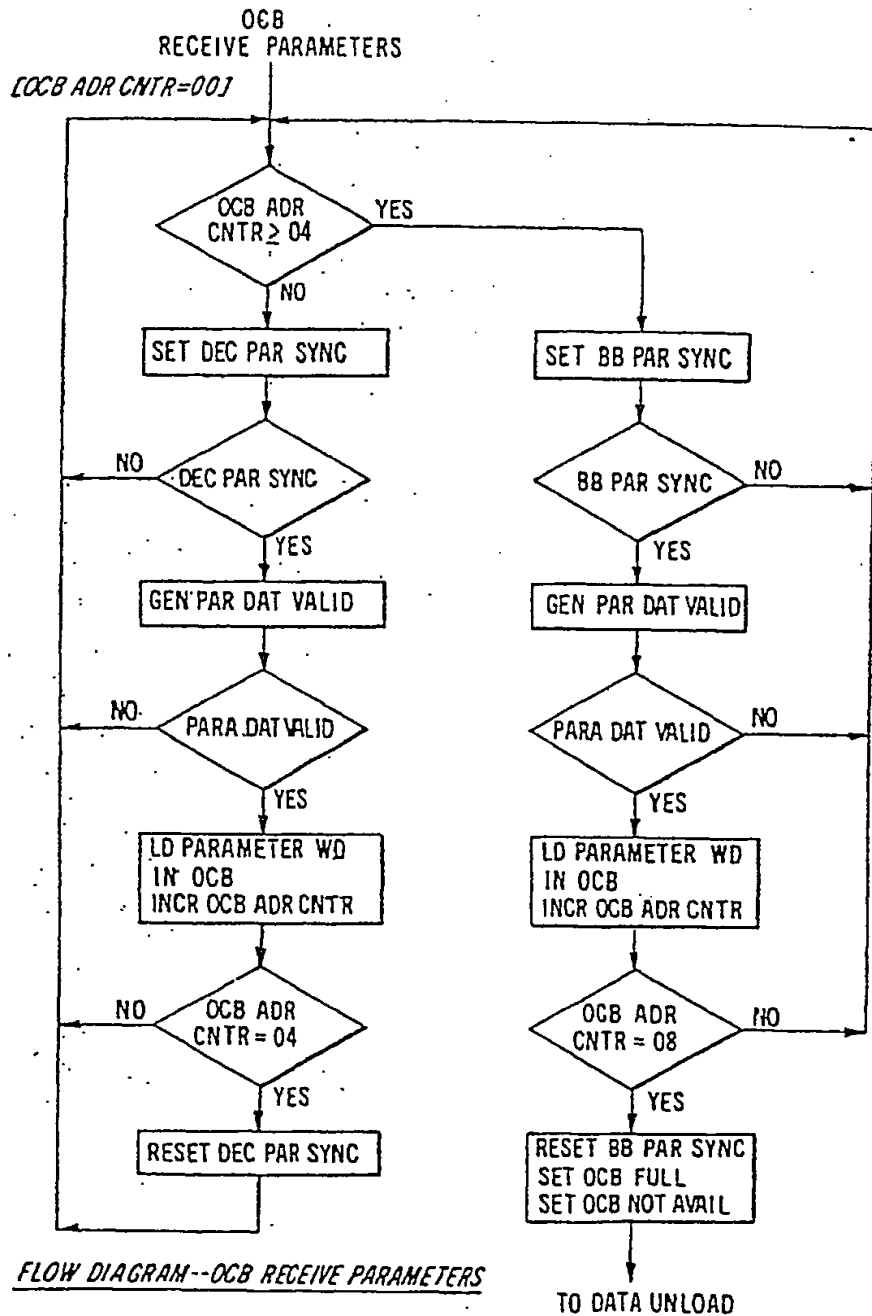 OCB
RECEIVE PARAMETERS
[OCB ADR CNTR=00]
OCB ADR
CNTR ≥ 04
YES
NO
SET DEC PAR SYNC
SET BB PAR SYNC
NO
DEC PAR SYNC
BB PAR SYNC
NO
YES
YES
GEN PAR DAT VALID
GEN PAR DAT VALID
NO
PARA DAT VALID
PARA DAT VALID
NO
YES
YES
LD PARAMETER WD
IN OCB
INCR OCB ADR CNTR
LD PARAMETER WD
IN OCB
INCR OCB ADR CNTR
NO
OCB ADR
CNTR = 04
OCB ADR
CNTR = 08
NO
YES
YES
RESET DEC PAR SYNC
RESET BB PAR SYNC
SET OCB FULL
SET OCB NOT AVAIL
FLOW DIAGRAM--OCB RECEIVE PARAMETERS
TO DATA UNLOAD